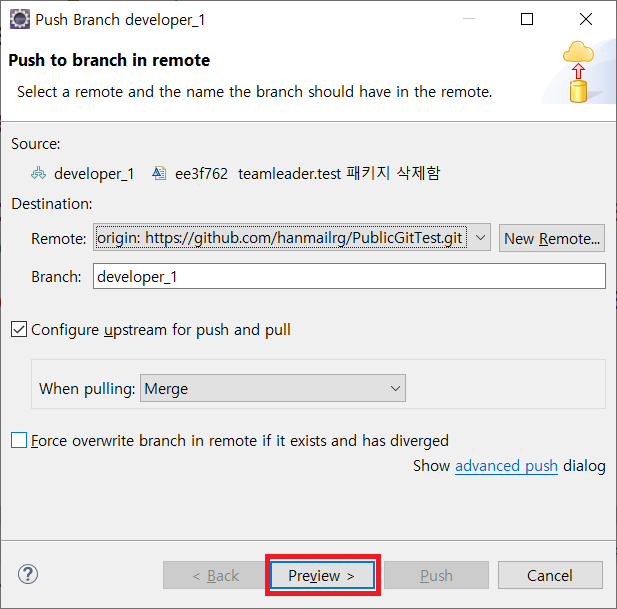 Push Branch developer_1
Push to branch in remote
Select a remote and the name the branch should have in the remote.
Source:
developer_1 ee3f762 teamleader.test 패키지 삭제함
Destination:
Remote: origin: https://github.com/hanmailrg/PublicGitTest.git New Remote...
Branch: developer_1
Configure upstream for push and pull
When pulling: Merge
Force overwrite branch in remote if it exists and has diverged
Show advanced push dialog
< Back Preview > Push Cancel